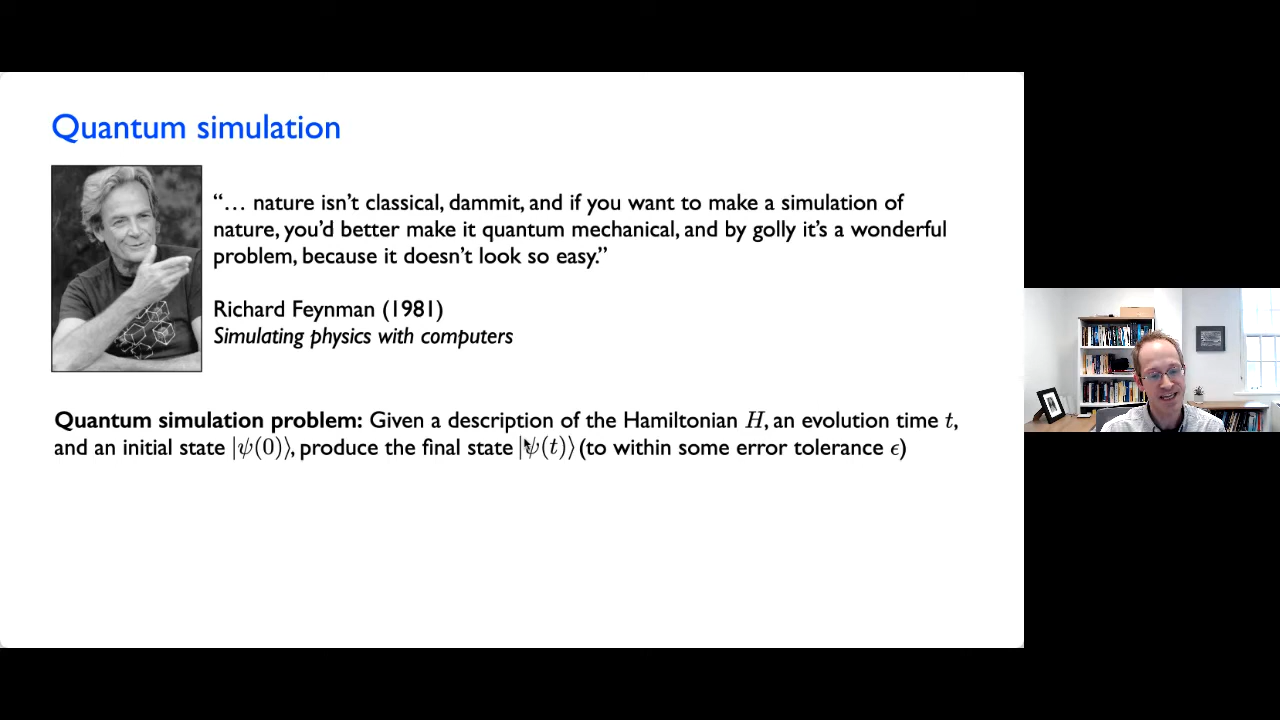 Quantum simulation
“… nature isn’t classical, dammit, and if you want to make a simulation of
nature, you’d better make it quantum mechanical, and by golly it’s a wonderful
problem, because it doesn’t look so easy.”
Richard Feynman (1981)
Simulating physics with computers
Quantum simulation problem: Given a description of the Hamiltonian H, an evolution time t,
and an initial state |ψ(0)⟩, produce the final state |ψ(t)⟩ (to within some error tolerance ϵ)